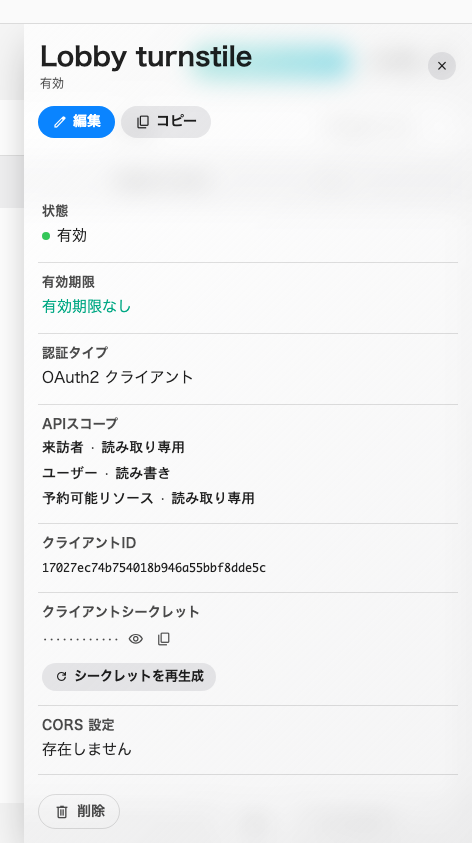 Lobby turnstile
有効
編集
コピー
状態
有効
有効期限
有効期限なし
認証タイプ
OAuth2 クライアント
APIスコープ
来訪者 · 読み取り専用
ユーザー · 読み書き
予約可能リソース · 読み取り専用
クライアントID
17027ec74b754018b946a55bbf8dde5c
クライアントシークレット
············
シークレットを再生成
CORS 設定
存在しません
削除